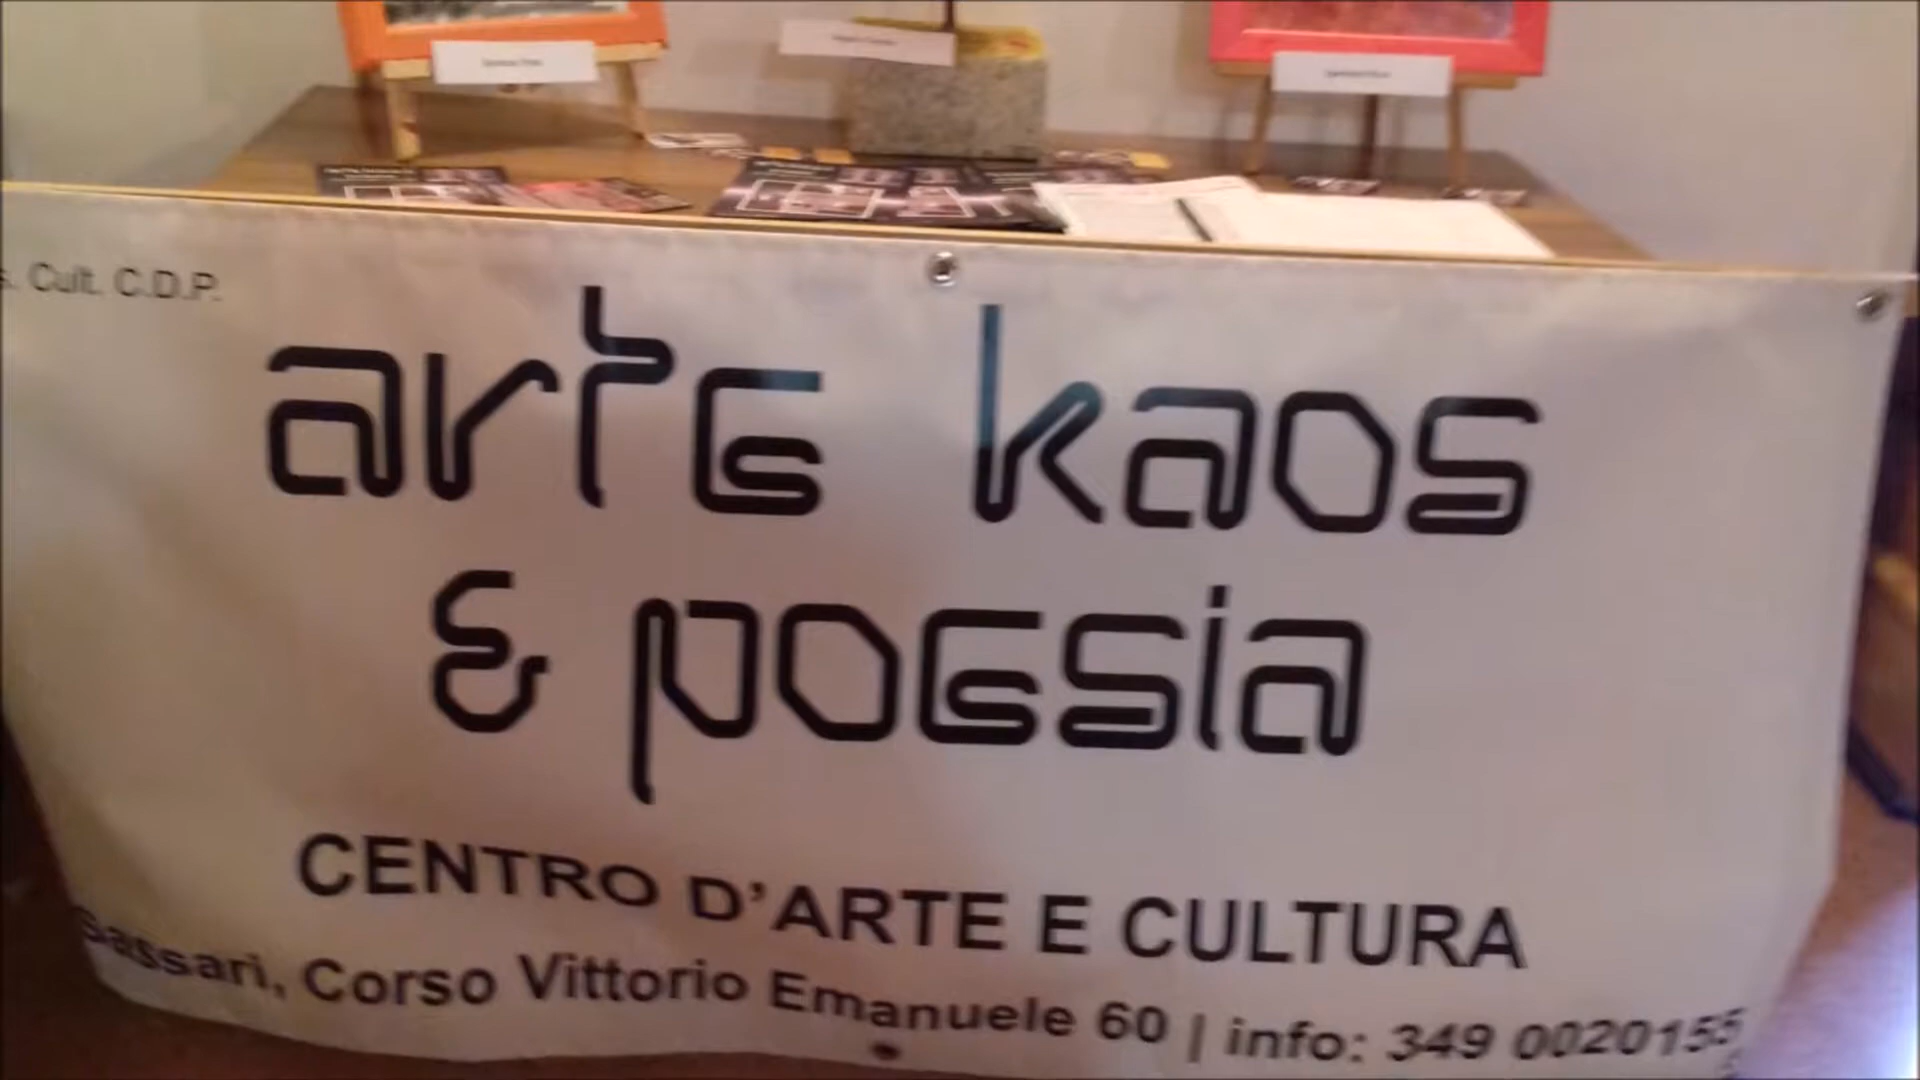 s. Cult. C.D.P.
arte kaos
& poesia
CENTRO D'ARTE E CULTURA
Sassari, Corso Vittorio Emanuele 60 | info: 349 0020155